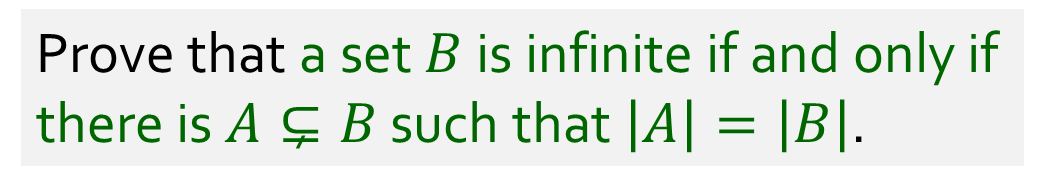 Prove that a set B is infinite if and only if
there is A ⊊ B such that |A| = |B|.